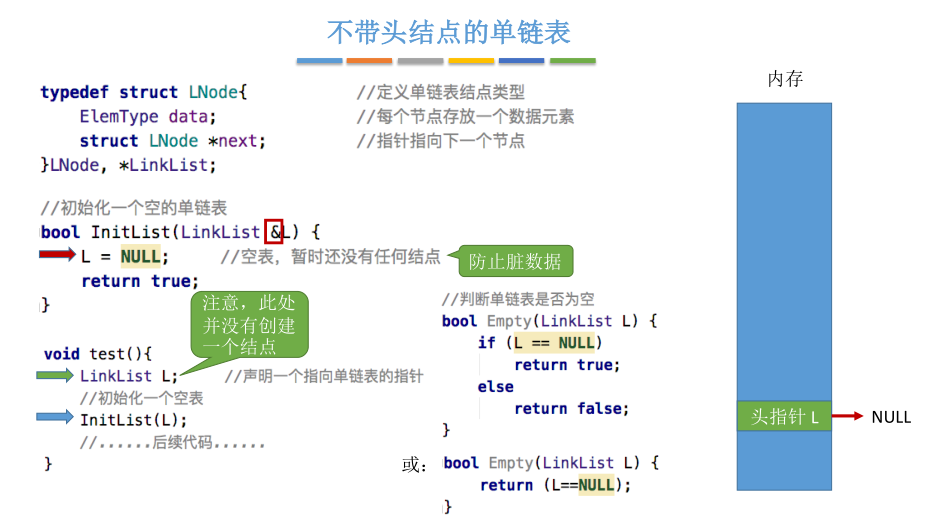 不带头结点的单链表
typedef struct LNode{ //定义单链表结点类型
ElemType data; //每个节点存放一个数据元素
struct LNode *next; //指针指向下一个节点
}LNode, *LinkList;
//初始化一个空的单链表
bool InitList(LinkList &L) {
L = NULL; //空表，暂时还没有任何结点
防止脏数据
return true;
}
注意，此处
并没有创建
一个结点
void test(){
LinkList L; //声明一个指向单链表的指针
//初始化一个空表
InitList(L);
//......后续代码......
}
//判断单链表是否为空
bool Empty(LinkList L) {
if (L == NULL)
return true;
else
return false;
}
或：
bool Empty(LinkList L) {
return (L==NULL);
}
内存
头指针 L
NULL